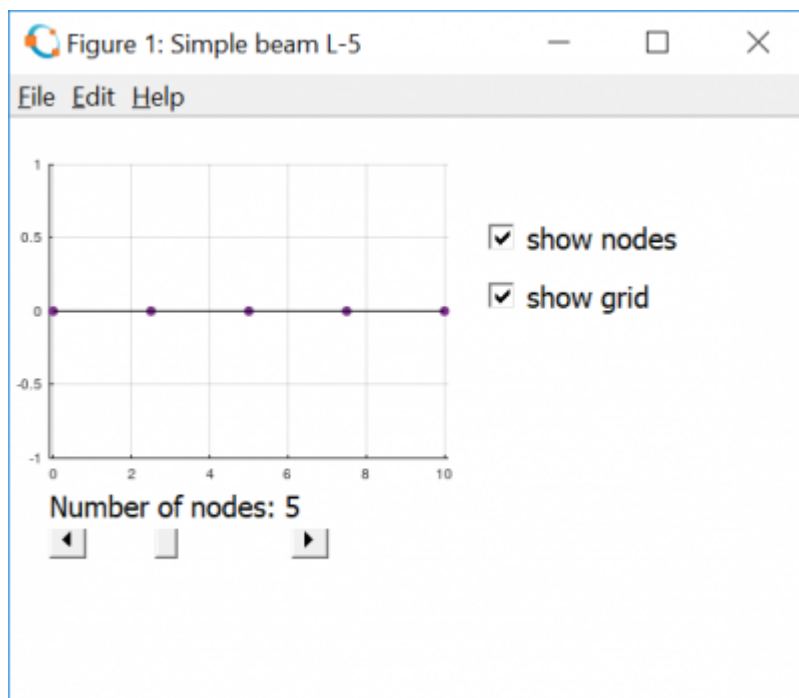 Figure 1: Simple beam L-5
File Edit Help
1
0.5
0
-0.5
-1
0 2 4 6 8 10
show nodes
show grid
Number of nodes: 5